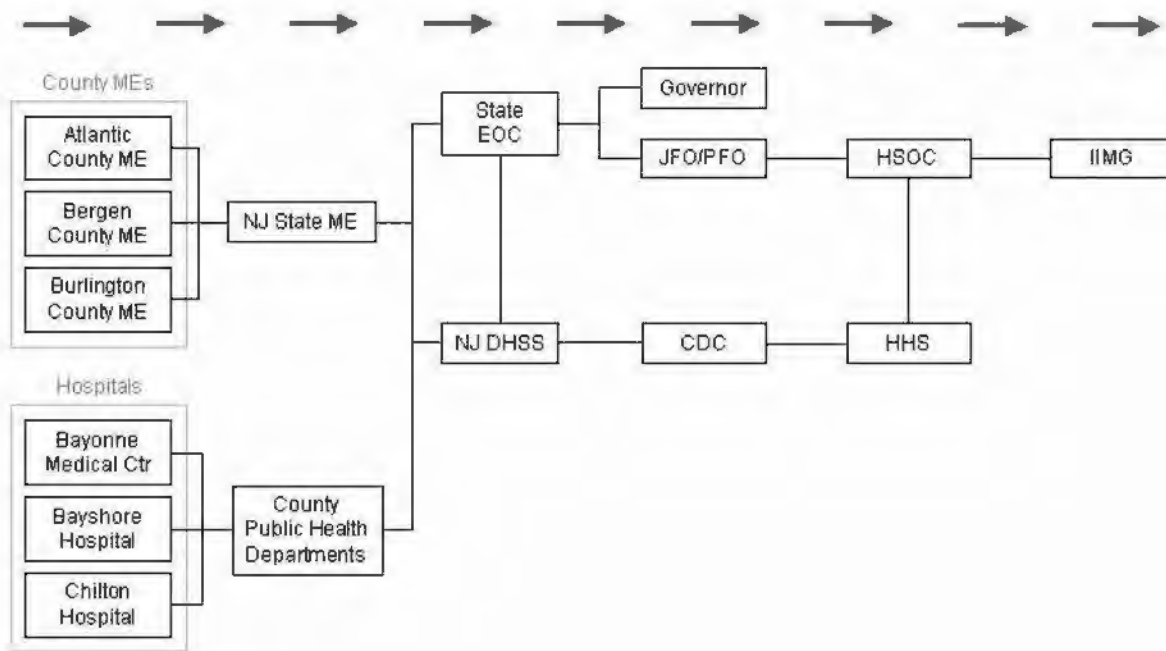 County MEs
Atlantic
County ME
Bergen
County ME
Burlington
County ME
NJ State ME
State
EOC
Governor
JFO/PFO
HSOC
IIMG
NJ DHSS
CDC
HHS
Hospitals
Bayonne
Medical Ctr
Bayshore
Hospital
Chilton
Hospital
County
Public Health
Departments